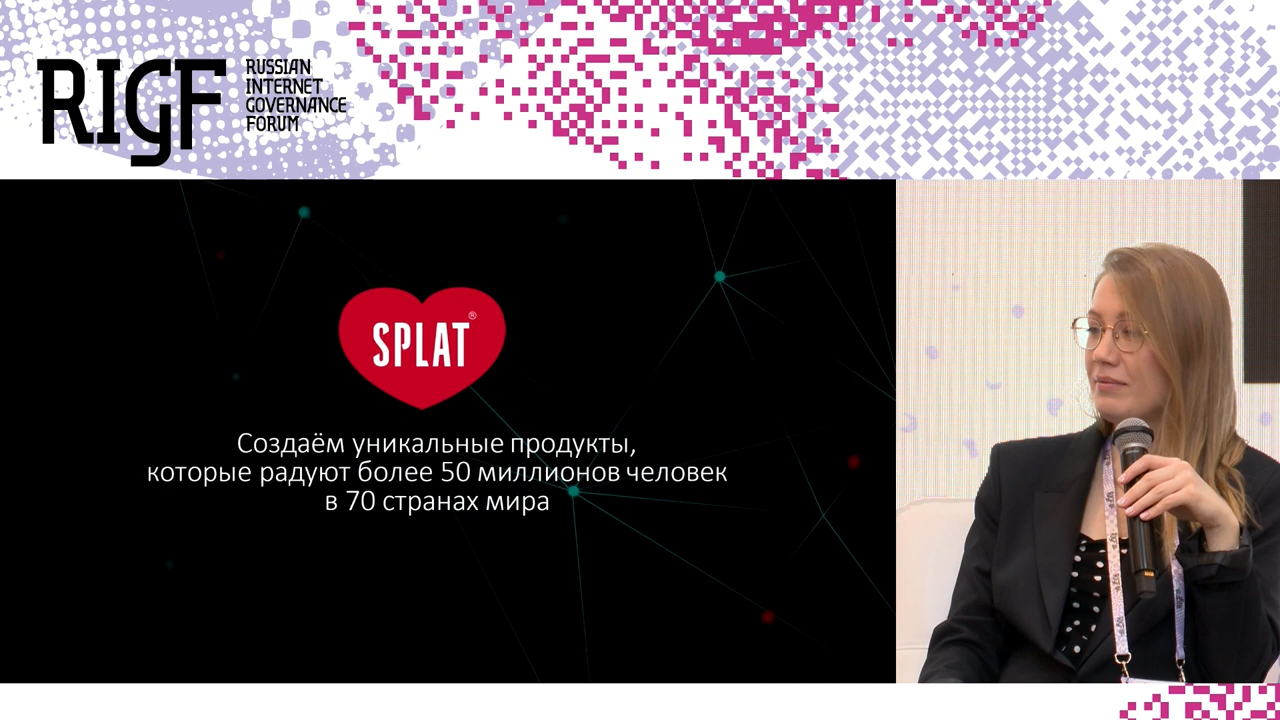 RIGF
RUSSIAN
INTERNET
GOVERNANCE
FORUM
SPLAT®
Создаём уникальные продукты,
которые радуют более 50 миллионов человек
в 70 странах мира